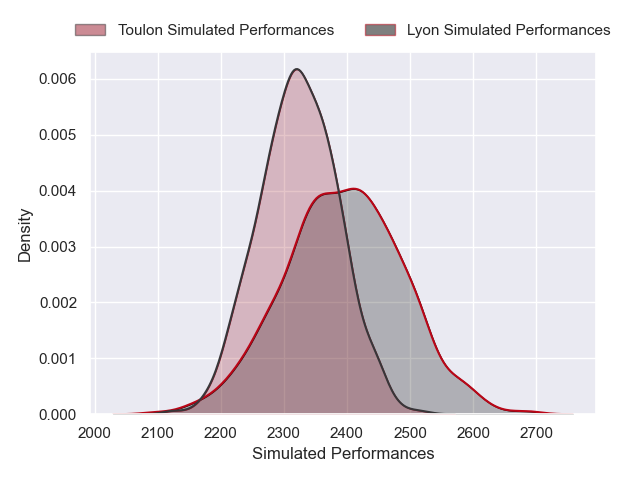 Toulon Simulated Performances Lyon Simulated Performances
0.006
0.005
0.004
0.003
0.002
0.001
0.000
Density
2000 2100 2200 2300 2400 2500 2600 2700
Simulated Performances